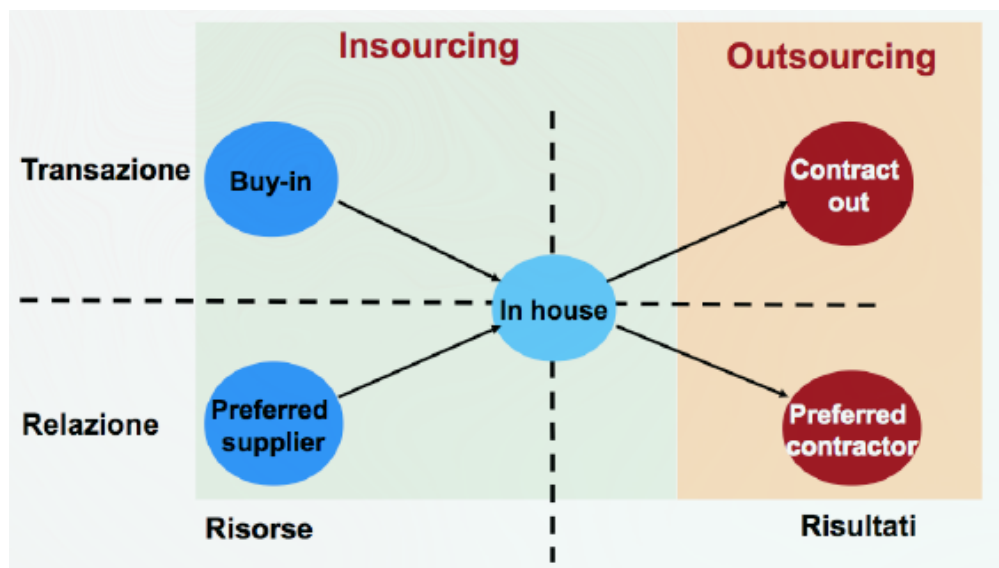 Insourcing
Outsourcing
Transazione
Buy-in
Contract
out
In house
Relazione
Preferred
supplier
Preferred
contractor
Risorse
Risultati